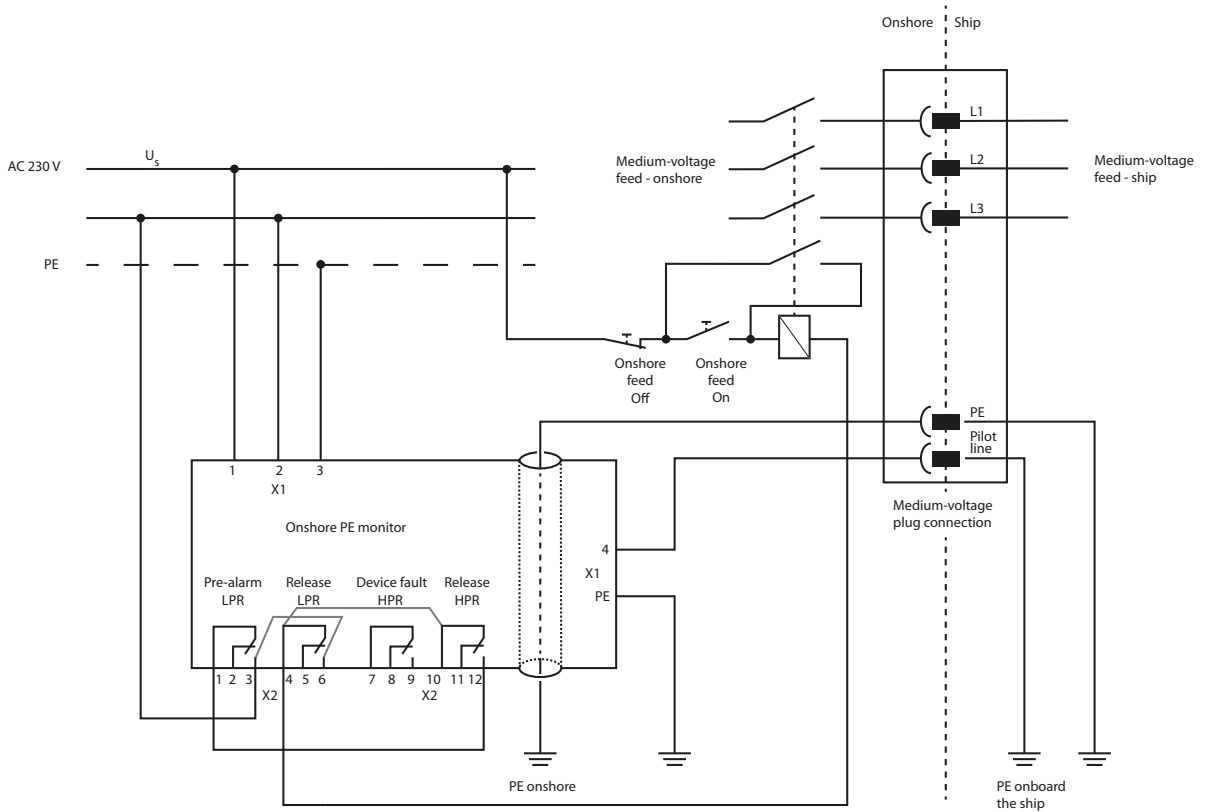 Onshore Ship
L1
AC 230 V
Us
Medium-voltage
feed - onshore
L2
Medium-voltage
feed - ship
L3
PE
Onshore
feed
Off
Onshore
feed
On
PE
Pilot
line
1 2 3
X1
Medium-voltage
plug connection
Onshore PE monitor
4
X1
PE
Pre-alarm
LPR
Release
LPR
Device fault
HPR
Release
HPR
1 2 3 4 5 6 7 8 9 10 11 12
X2 X2
PE onshore
PE onboard
the ship